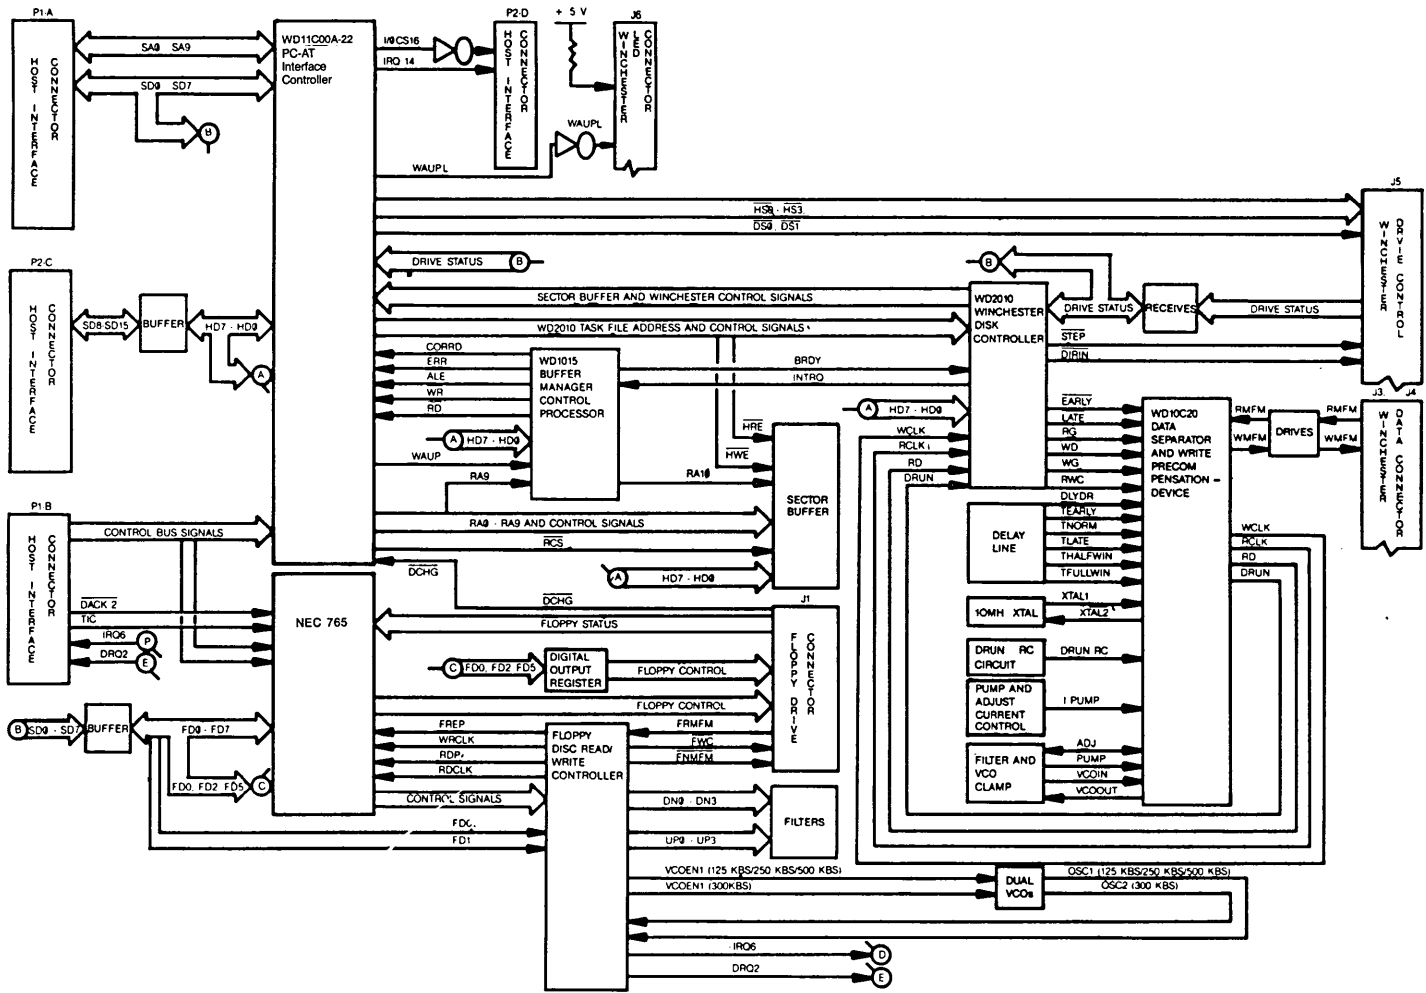 P1-A
HOST INTERFACE
CONNECTOR
SA0 SA9
SD0 SD7
B
WD11C00A-22
PC-AT
Interface
Controller
I/0CS16
IRQ 14
P2-D
HOST INTERFACE
CONNECTOR
+ 5 V
J6
WINCHESTER
LED
CONNECTOR
WAUPL
WAUPL
HS0 - HS3
DS0, DS1
J5
WINCHESTER
DRVIE CONTROL
DRIVE STATUS
B
B
P2-C
HOST INTERFACE
CONNECTOR
SD8 SD15
BUFFER
HD7 - HD0
A
SECTOR BUFFER AND WINCHESTER CONTROL SIGNALS
WD2010 TASK FILE ADDRESS AND CONTROL SIGNALS
WD2010
WINCHESTER
DISK
CONTROLLER
DRIVE STATUS
RECEIVES
DRIVE STATUS
STEP
DIRIN
CORRD
ERR
ALE
WR
RD
WD1015
BUFFER
MANAGER
CONTROL
PROCESSOR
BRDY
INTRQ
A
HD7 - HD0
WAUP
RA9
RA10
HRE
HWE
SECTOR
BUFFER
RA0 - RA9 AND CONTROL SIGNALS
RCS
A
HD7 - HD0
A
HD7 - HD0
WCLK
RCLK
RD
DRUN
EARLY
LATE
RG
WD
WG
RWC
DLYDR
TEARLY
TNORM
TLATE
THALFWIN
TFULLWIN
DELAY
LINE
WD10C20
DATA
SEPARATOR
AND WRITE
PRECOM
PENSATION -
DEVICE
RMFM
WMFM
DRIVES
RMFM
WMFM
J3. J4
WINCHESTER
DATA CONNECTOR
WCLK
RCLK
RD
DRUN
XTAL1
10MH XTAL
XTAL2
DRUN RC
CIRCUIT
DRUN RC
PUMP AND
ADJUST
CURRENT
CONTROL
I PUMP
FILTER AND
VCO
CLAMP
ADJ
PUMP
VCOIN
VCOOUT
P1-B
HOST INTERFACE
CONNECTOR
CONTROL BUS SIGNALS
DACK 2
TIC
IRQ6
P
DRQ2
E
NEC 765
DCHG
DCHG
FLOPPY STATUS
J1
FLOPPY DRIVE
CONNECTOR
C
FD0, FD2 FD5
DIGITAL
OUTPUT
REGISTER
FLOPPY CONTROL
FLOPPY CONTROL
B
SD0 - SD7
BUFFER
FD0 - FD7
FD0, FD2 FD5
C
FREP
WRCLK
RDP
RDCLK
CONTROL SIGNALS
FLOPPY
DISC READ/
WRITE
CONTROLLER
FRMFM
FWC
FNMFM
DN0 - DN3
UP0 - UP3
FILTERS
FD0
FD1
VCOEN1 (125 KBS/250 KBS/500 KBS)
VCOEN1 (300KBS)
DUAL
VCOs
OSC1 (125 KBS/250 KBS/500 KBS)
OSC2 (300 KBS)
IRQ6
D
DRQ2
E